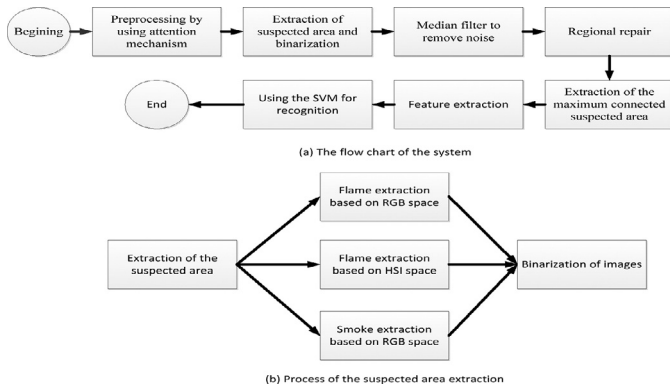 Begining
Preprocessing by
using attention
mechanism
Extraction of
suspected area and
binarization
Median filter to
remove noise
Regional repair
Extraction of the
maximum connected
suspected area
Feature extraction
Using the SVM for
recognition
End
(a) The flow chart of the system
Extraction of the
suspected area
Flame extraction
based on RGB space
Flame extraction
based on HSI space
Smoke extraction
based on RGB space
Binarization of images
(b) Process of the suspected area extraction